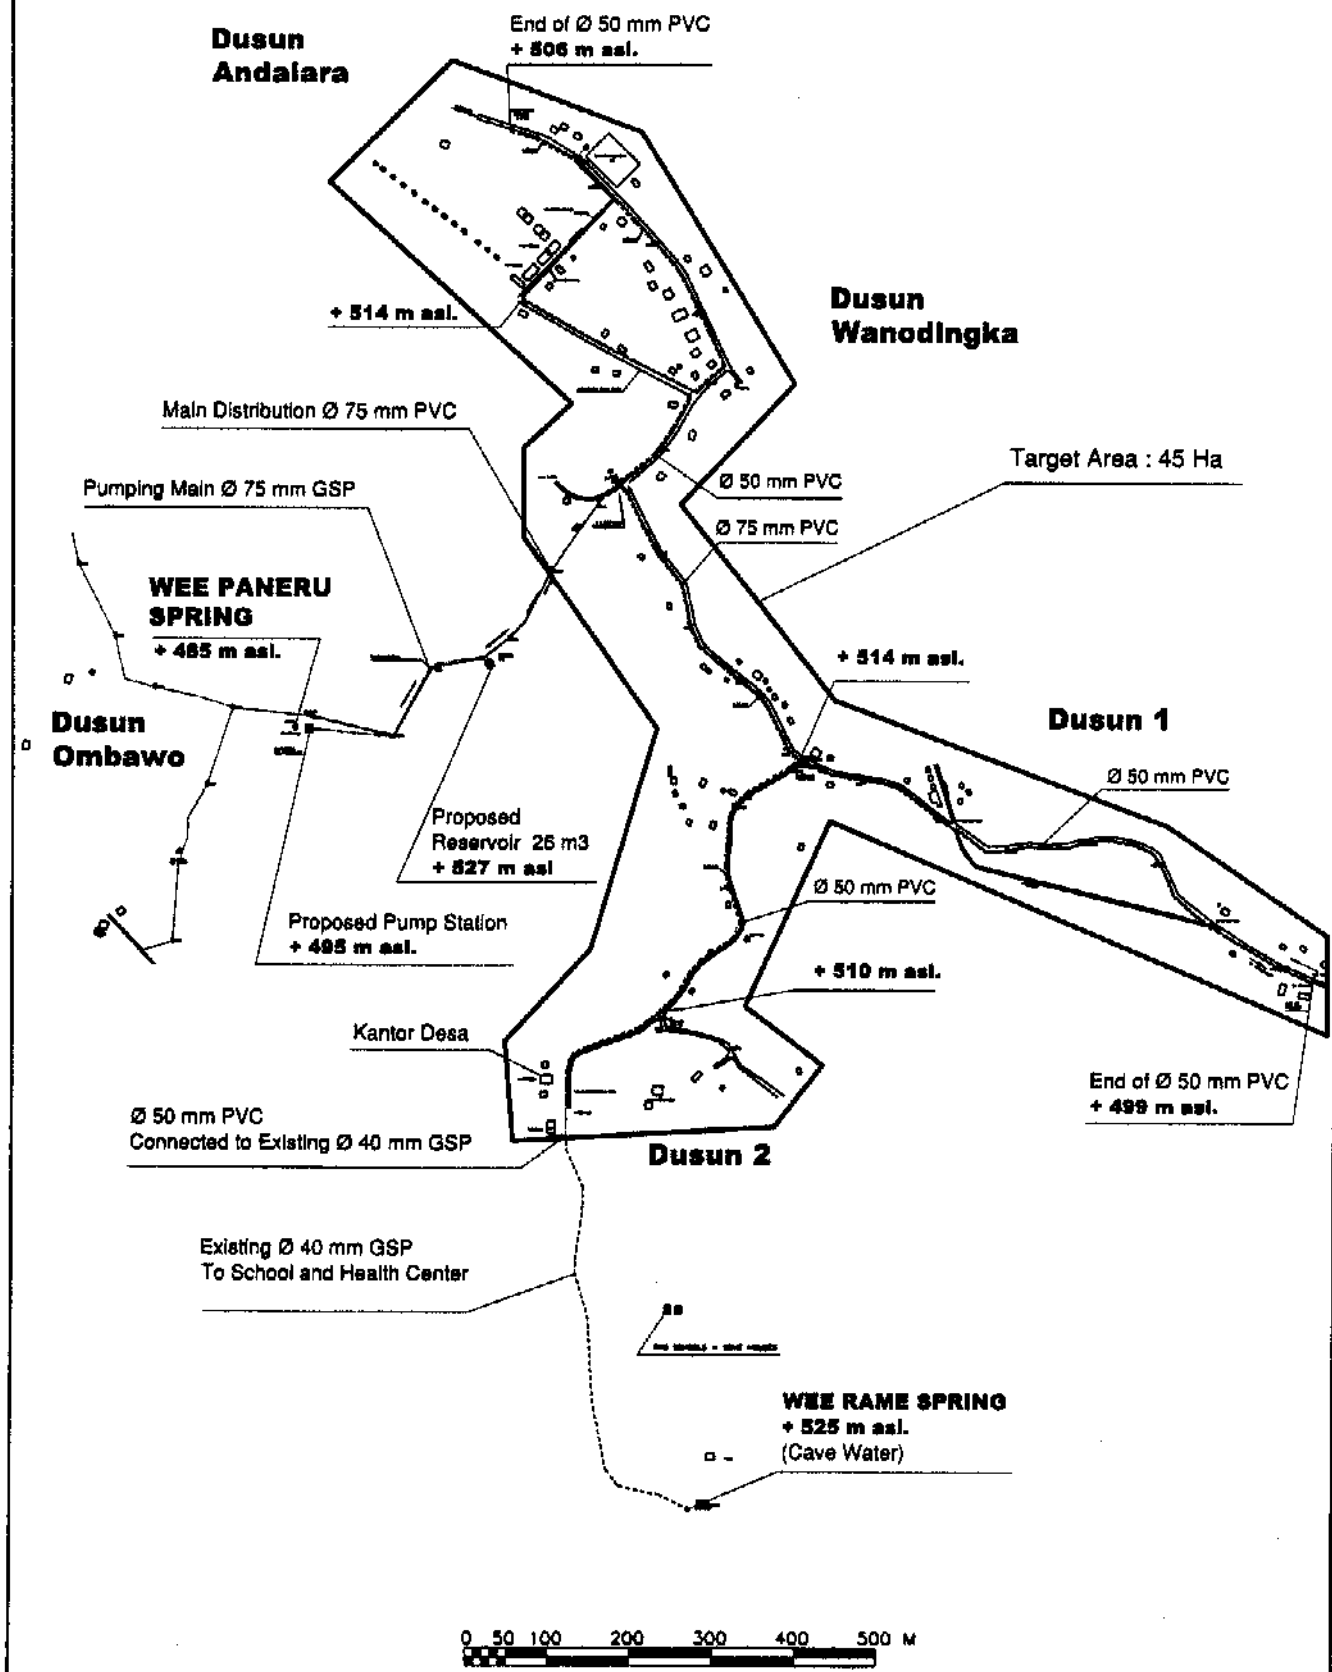 End of Ø 50 mm PVC
+ 506 m asl.
Dusun
Andalara
+ 514 m asl.
Dusun
Wanodingka
Main Distribution Ø 75 mm PVC
Target Area : 45 Ha
Pumping Main Ø 75 mm GSP
Ø 50 mm PVC
Ø 75 mm PVC
WEE PANERU
SPRING
+ 485 m asl.
+ 514 m asl.
Dusun
Ombawo
Dusun 1
Ø 50 mm PVC
Proposed
Reservoir 25 m3
+ 527 m asl
Ø 50 mm PVC
Proposed Pump Station
+ 495 m asl.
+ 510 m asl.
Kantor Desa
End of Ø 50 mm PVC
+ 499 m asl.
Ø 50 mm PVC
Connected to Existing Ø 40 mm GSP
Dusun 2
Existing Ø 40 mm GSP
To School and Health Center
WEE RAME SPRING
+ 525 m asl.
(Cave Water)
0 50 100 200 300 400 500 M